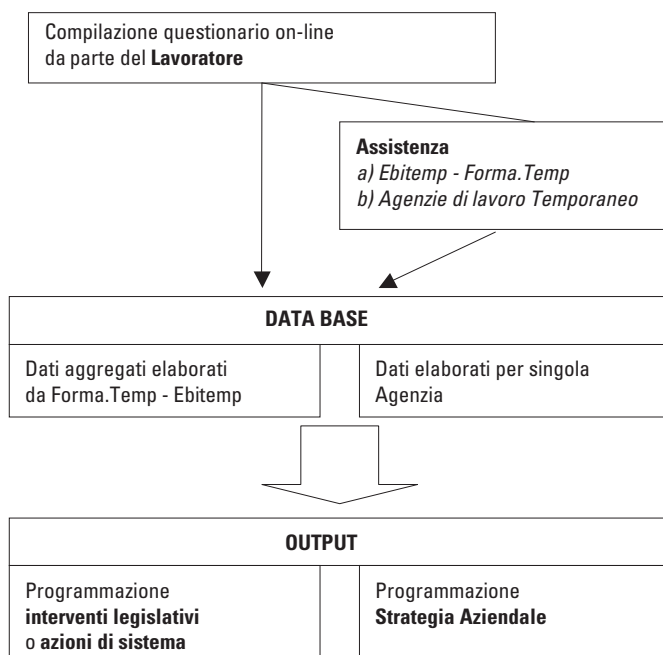 Compilazione questionario on-line
da parte del Lavoratore
Assistenza
a) Ebitemp - Forma.Temp
b) Agenzie di lavoro Temporaneo
DATA BASE
Dati aggregati elaborati
da Forma.Temp - Ebitemp
Dati elaborati per singola
Agenzia
OUTPUT
Programmazione
interventi legislativi
o azioni di sistema
Programmazione
Strategia Aziendale